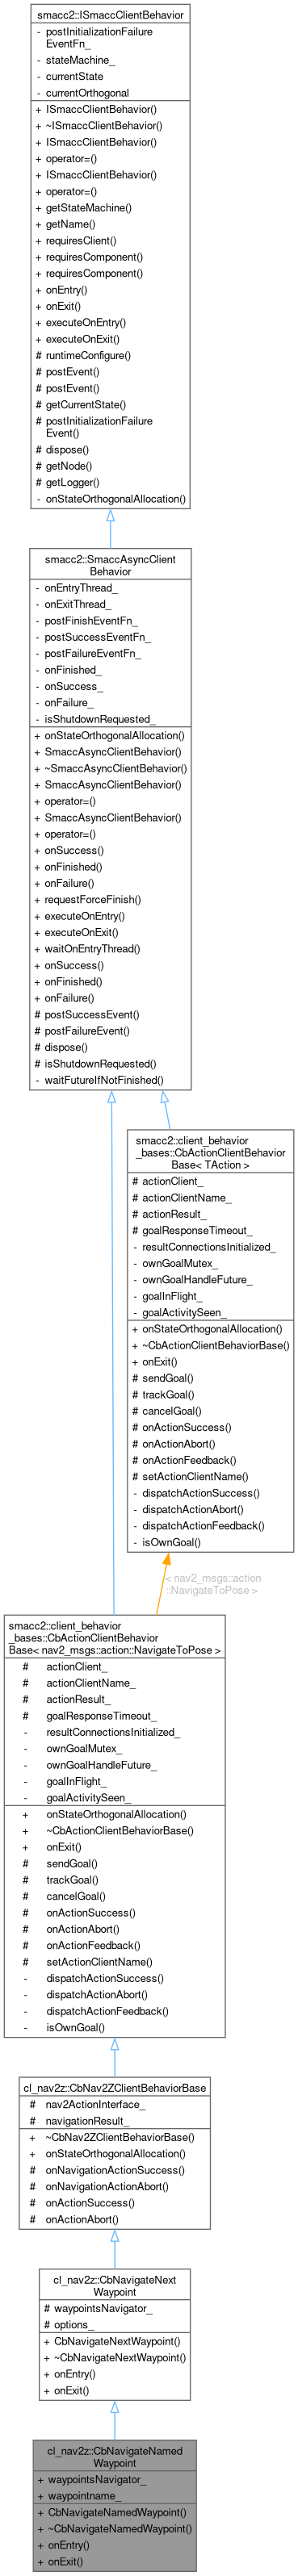 smacc2::ISmaccClientBehavior
- postInitializationFailure
EventFn_
- stateMachine_
- currentState
- currentOrthogonal
+ ISmaccClientBehavior()
+ ~ISmaccClientBehavior()
+ ISmaccClientBehavior()
+ operator=()
+ ISmaccClientBehavior()
+ operator=()
+ getStateMachine()
+ getName()
+ requiresClient()
+ requiresComponent()
+ requiresComponent()
+ onEntry()
+ onExit()
+ executeOnEntry()
+ executeOnExit()
# runtimeConfigure()
# postEvent()
# postEvent()
# getCurrentState()
# postInitializationFailure
Event()
# dispose()
# getNode()
# getLogger()
- onStateOrthogonalAllocation()
smacc2::SmaccAsyncClient
Behavior
- onEntryThread_
- onExitThread_
- postFinishEventFn_
- postSuccessEventFn_
- postFailureEventFn_
- onFinished_
- onSuccess_
- onFailure_
- isShutdownRequested_
+ onStateOrthogonalAllocation()
+ SmaccAsyncClientBehavior()
+ ~SmaccAsyncClientBehavior()
+ SmaccAsyncClientBehavior()
+ operator=()
+ SmaccAsyncClientBehavior()
+ operator=()
+ onSuccess()
+ onFinished()
+ onFailure()
+ requestForceFinish()
+ executeOnEntry()
+ executeOnExit()
+ waitOnEntryThread()
+ onSuccess()
+ onFinished()
+ onFailure()
# postSuccessEvent()
# postFailureEvent()
# dispose()
# isShutdownRequested()
- waitFutureIfNotFinished()
smacc2::client_behavior
_bases::CbActionClientBehavior
Base< TAction >
# actionClient_
# actionClientName_
# actionResult_
# goalResponseTimeout_
- resultConnectionsInitialized_
- ownGoalMutex_
- ownGoalHandleFuture_
- goalInFlight_
- goalActivitySeen_
+ onStateOrthogonalAllocation()
+ ~CbActionClientBehaviorBase()
+ onExit()
# sendGoal()
# trackGoal()
# cancelGoal()
# onActionSuccess()
# onActionAbort()
# onActionFeedback()
# setActionClientName()
- dispatchActionSuccess()
- dispatchActionAbort()
- dispatchActionFeedback()
- isOwnGoal()
< nav2_msgs::action
::NavigateToPose >
smacc2::client_behavior
_bases::CbActionClientBehavior
Base< nav2_msgs::action::NavigateToPose >
# actionClient_
# actionClientName_
# actionResult_
# goalResponseTimeout_
- resultConnectionsInitialized_
- ownGoalMutex_
- ownGoalHandleFuture_
- goalInFlight_
- goalActivitySeen_
+ onStateOrthogonalAllocation()
+ ~CbActionClientBehaviorBase()
+ onExit()
# sendGoal()
# trackGoal()
# cancelGoal()
# onActionSuccess()
# onActionAbort()
# onActionFeedback()
# setActionClientName()
- dispatchActionSuccess()
- dispatchActionAbort()
- dispatchActionFeedback()
- isOwnGoal()
cl_nav2z::CbNav2ZClientBehaviorBase
# nav2ActionInterface_
# navigationResult_
+ ~CbNav2ZClientBehaviorBase()
+ onStateOrthogonalAllocation()
# onNavigationActionSuccess()
# onNavigationActionAbort()
# onActionSuccess()
# onActionAbort()
cl_nav2z::CbNavigateNext
Waypoint
# waypointsNavigator_
# options_
+ CbNavigateNextWaypoint()
+ ~CbNavigateNextWaypoint()
+ onEntry()
+ onExit()
cl_nav2z::CbNavigateNamed
Waypoint
+ waypointsNavigator_
+ waypointname_
+ CbNavigateNamedWaypoint()
+ ~CbNavigateNamedWaypoint()
+ onEntry()
+ onExit()